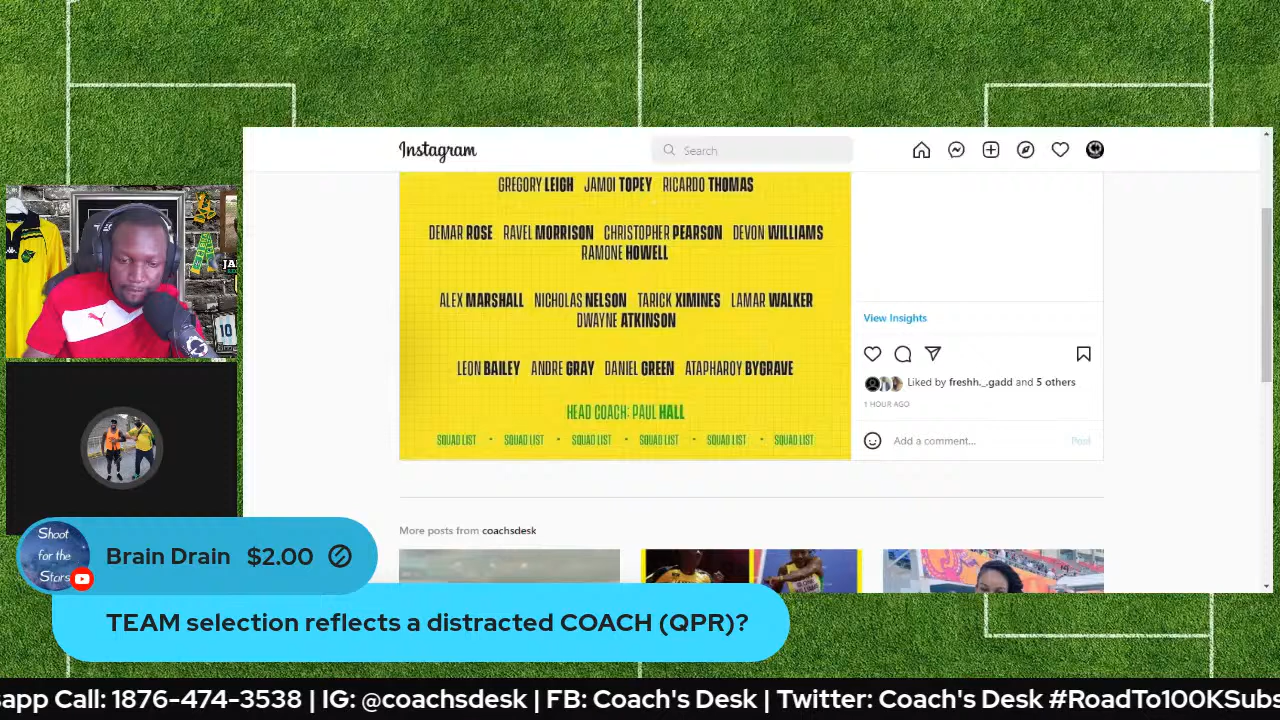 Instagram
Search
GREGORY LEIGH JAMOI TOPEY RICARDO THOMAS
DEMAR ROSE RAVEL MORRISON CHRISTOPHER PEARSON DEVON WILLIAMS
RAMONE HOWELL
ALEX MARSHALL NICHOLAS NELSON TARICK XIMINES LAMAR WALKER
DWAYNE ATKINSON
LEON BAILEY ANDRE GRAY DANIEL GREEN ATAPHAROY BYGRAVE
HEAD COACH: PAUL HALL
SQUAD LIST • SQUAD LIST • SQUAD LIST • SQUAD LIST • SQUAD LIST • SQUAD LIST
View Insights
Liked by freshh._.gadd and 5 others
1 HOUR AGO
Add a comment...
Post
More posts from coachsdesk
Shoot
for the
Stars
Brain Drain $2.00
TEAM selection reflects a distracted COACH (QPR)?
sapp Call: 1876-474-3538 | IG: @coachsdesk | FB: Coach's Desk | Twitter: Coach's Desk #RoadTo100KSubs